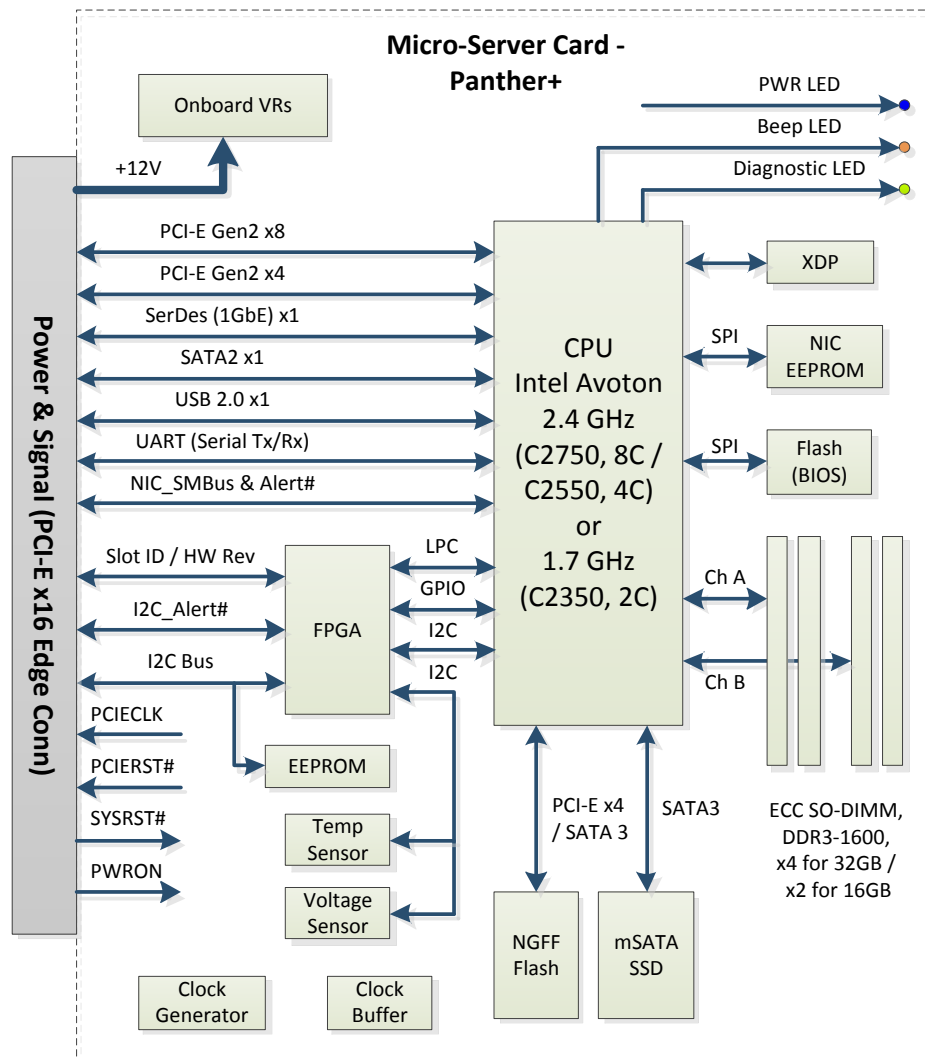 Micro-Server Card -
Panther+
PWR LED
Beep LED
Diagnostic LED
Onboard VRs
+12V
Power & Signal (PCI-E x16 Edge Conn)
PCI-E Gen2 x8
PCI-E Gen2 x4
SerDes (1GbE) x1
SATA2 x1
USB 2.0 x1
UART (Serial Tx/Rx)
NIC_SMBus & Alert#
Slot ID / HW Rev
I2C_Alert#
I2C Bus
PCIECLK
PCIERST#
SYSRST#
PWRON
FPGA
LPC
GPIO
I2C
I2C
EEPROM
Temp
Sensor
Voltage
Sensor
Clock
Generator
Clock
Buffer
CPU
Intel Avoton
2.4 GHz
(C2750, 8C /
C2550, 4C)
or
1.7 GHz
(C2350, 2C)
XDP
SPI
NIC
EEPROM
SPI
Flash
(BIOS)
Ch A
Ch B
PCI-E x4
/ SATA 3
SATA3
NGFF
Flash
mSATA
SSD
ECC SO-DIMM,
DDR3-1600,
x4 for 32GB /
x2 for 16GB